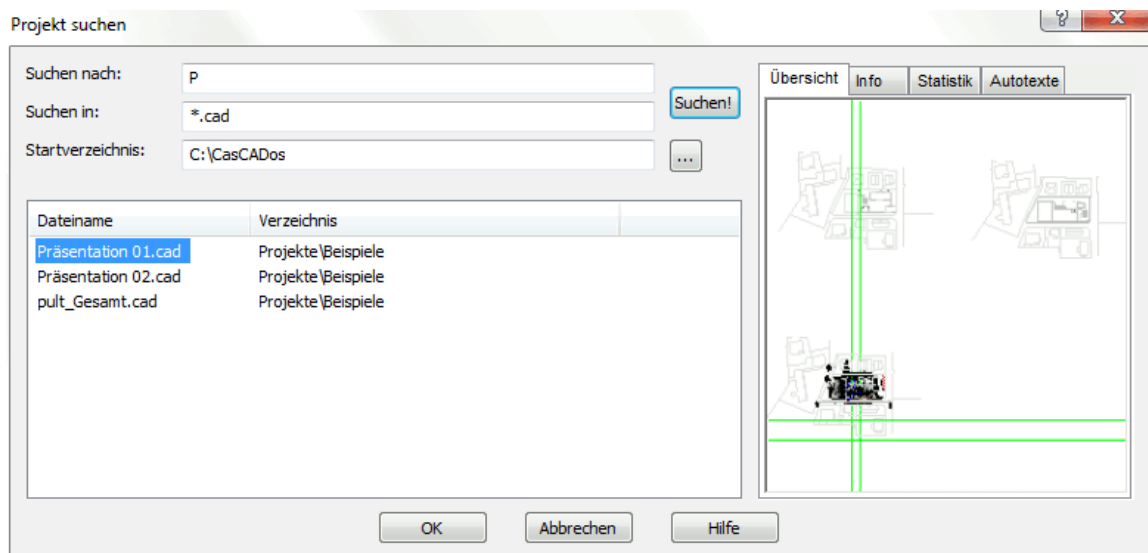 Projekt suchen
Suchen nach: P
Suchen in: *.cad
Suchen!
Startverzeichnis: C:\CasCADos
...
Übersicht Info Statistik Autotexte
Dateiname Verzeichnis
Präsentation 01.cad Projekte\Beispiele
Präsentation 02.cad Projekte\Beispiele
pult_Gesamt.cad Projekte\Beispiele
OK Abbrechen Hilfe